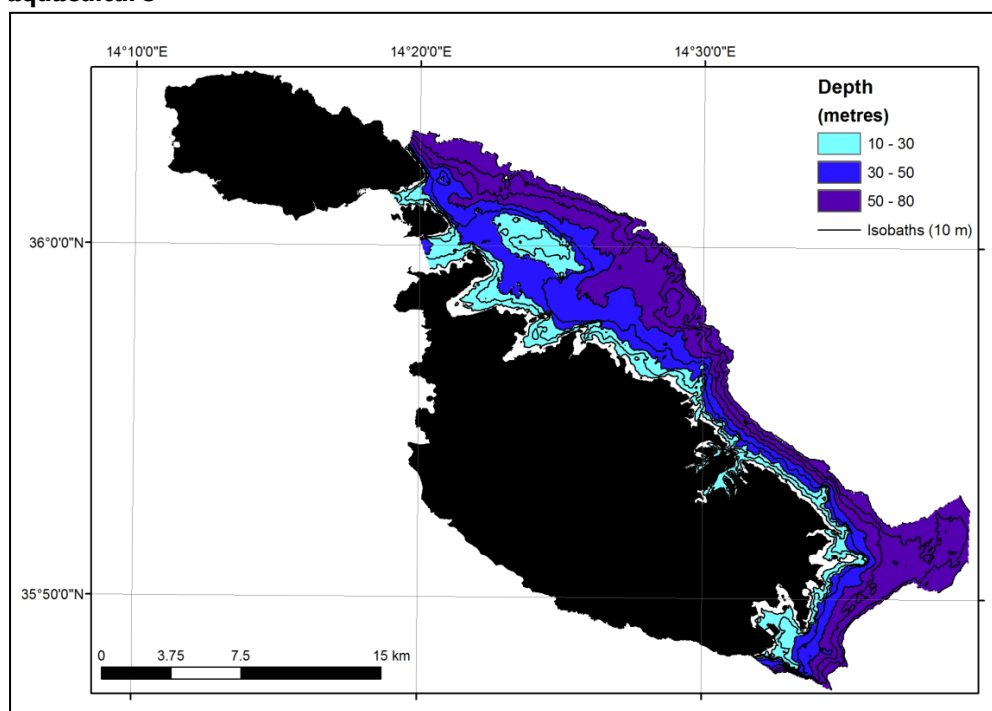 aquaculture
14°10'0"E 14°20'0"E 14°30'0"E
Depth
(metres)
10 - 30
30 - 50
50 - 80
Isobaths (10 m)
36°0'0"N
35°50'0"N
0 3.75 7.5 15 km